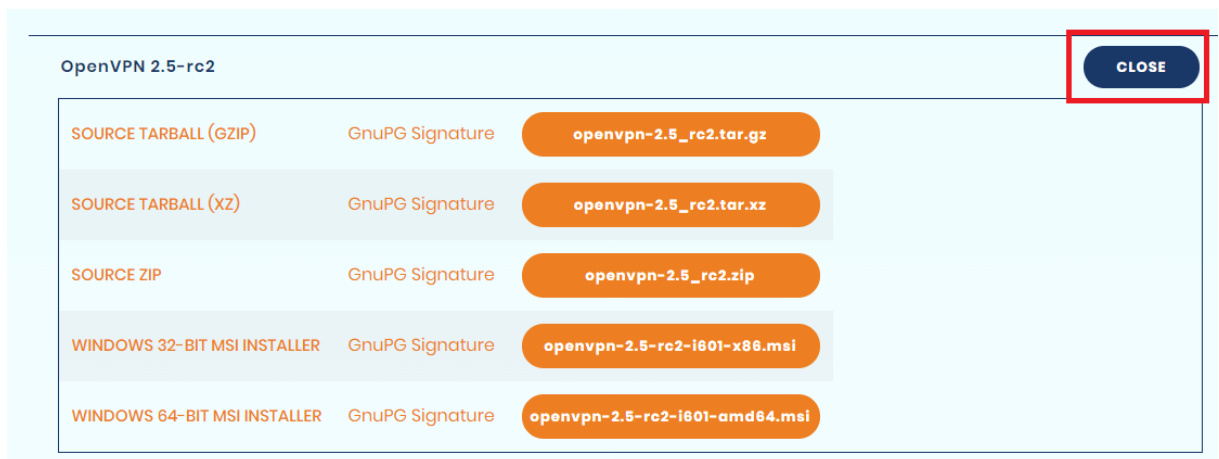 OpenVPN 2.5-rc2 CLOSE
SOURCE TARBALL (GZIP) GnuPG Signature openvpn-2.5_rc2.tar.gz
SOURCE TARBALL (XZ) GnuPG Signature openvpn-2.5_rc2.tar.xz
SOURCE ZIP GnuPG Signature openvpn-2.5_rc2.zip
WINDOWS 32-BIT MSI INSTALLER GnuPG Signature openvpn-2.5-rc2-i601-x86.msi
WINDOWS 64-BIT MSI INSTALLER GnuPG Signature openvpn-2.5-rc2-i601-amd64.msi